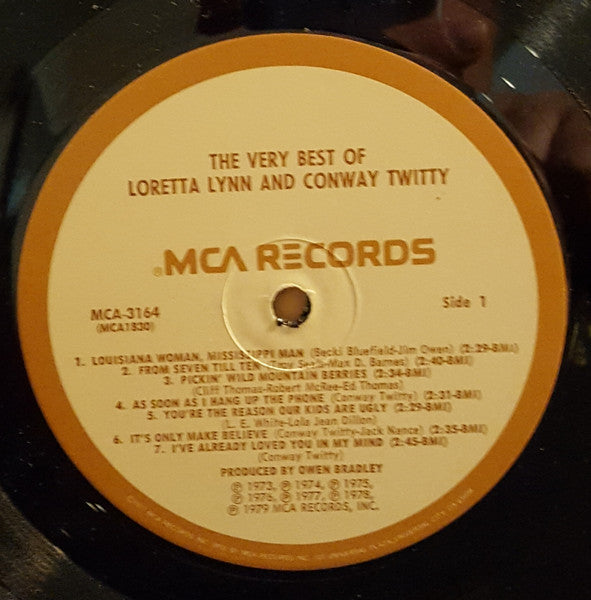 THE VERY BEST OF
LORETTA LYNN AND CONWAY TWITTY
®MCA RECORDS
MCA-3164
(MCA1830)
Side 1
1. LOUISIANA WOMAN, MISSISSIPPI MAN (Becki Bluefield-Jim Owen) (2:29-BMI)
2. FROM SEVEN TILL TEN (Max D. Barnes) (2:40-BMI)
3. PICKIN' WILD MOUNTAIN BERRIES (2:34-BMI)
(Cliff Thomas-Robert McRee-Ed Thomas)
4. AS SOON AS I HANG UP THE PHONE (Conway Twitty) (2:31-BMI)
5. YOU'RE THE REASON OUR KIDS ARE UGLY (2:29-BMI)
(L. E. White-Lola Jean Dillon)
6. IT'S ONLY MAKE BELIEVE (Conway Twitty-Jack Nance) (2:35-BMI)
7. I'VE ALREADY LOVED YOU IN MY MIND (2:45-BMI)
(Conway Twitty)
PRODUCED BY OWEN BRADLEY
℗ 1973, ℗ 1974, ℗ 1975,
℗ 1976, ℗ 1977, ℗ 1978,
℗ 1979 MCA RECORDS, INC.